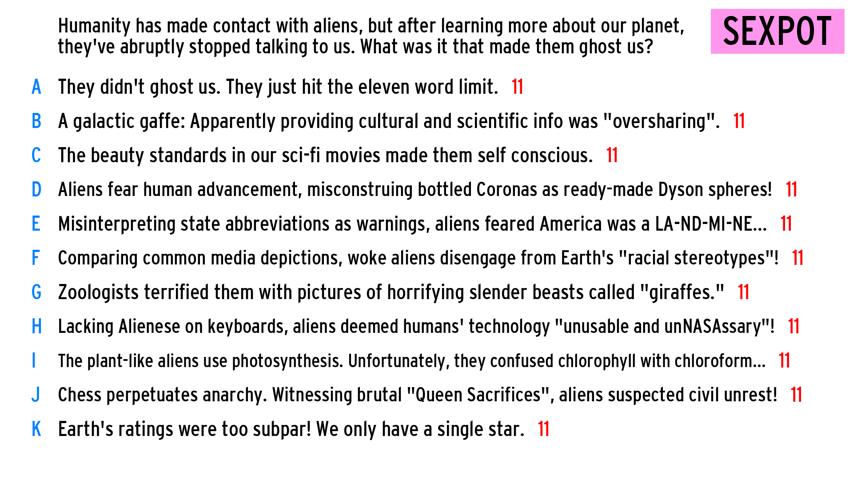 Humanity has made contact with aliens, but after learning more about our planet,
they've abruptly stopped talking to us. What was it that made them ghost us?
SEXPOT
A They didn't ghost us. They just hit the eleven word limit. 11
B A galactic gaffe: Apparently providing cultural and scientific info was "oversharing". 11
C The beauty standards in our sci-fi movies made them self conscious. 11
D Aliens fear human advancement, misconstruing bottled Coronas as ready-made Dyson spheres! 11
E Misinterpreting state abbreviations as warnings, aliens feared America was a LA-ND-MI-NE... 11
F Comparing common media depictions, woke aliens disengage from Earth's "racial stereotypes"! 11
G Zoologists terrified them with pictures of horrifying slender beasts called "giraffes." 11
H Lacking Alienese on keyboards, aliens deemed humans' technology "unusable and unNASAssary"! 11
I The plant-like aliens use photosynthesis. Unfortunately, they confused chlorophyll with chloroform... 11
J Chess perpetuates anarchy. Witnessing brutal "Queen Sacrifices", aliens suspected civil unrest! 11
K Earth's ratings were too subpar! We only have a single star. 11